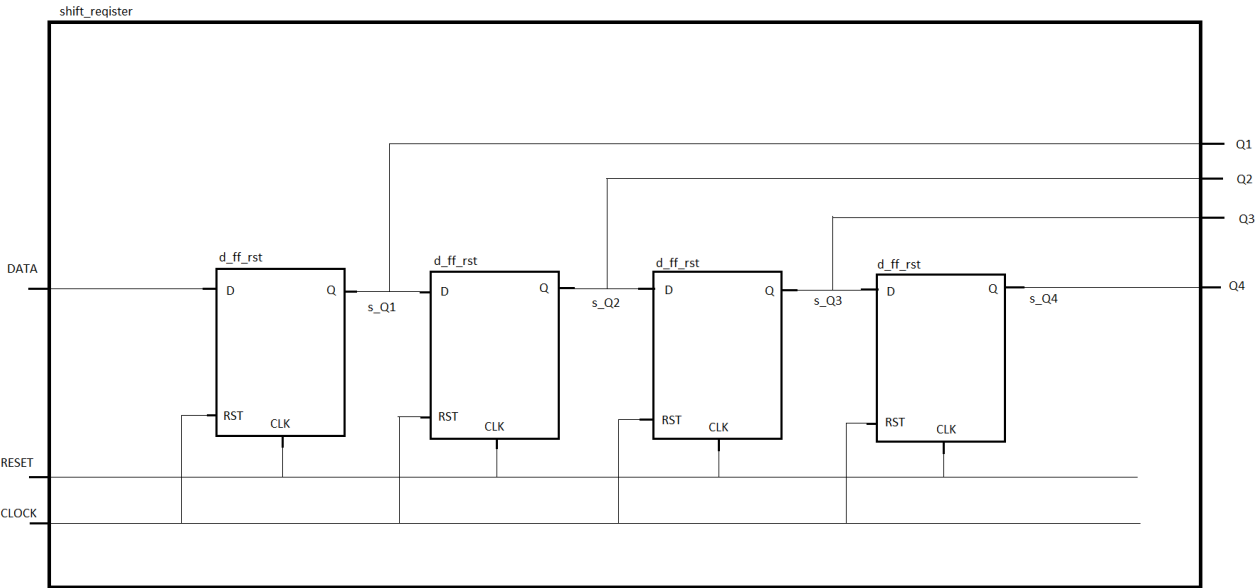 shift_reqister
Q1
Q2
Q3
d_ff_rst
d_ff_rst
d_ff_rst
d_ff_rst
DATA
D
Q
D
Q
D
Q
D
Q
Q4
s_Q1
s_Q2
s_Q3
s_Q4
RST
CLK
RST
CLK
RST
CLK
RST
CLK
RESET
CLOCK